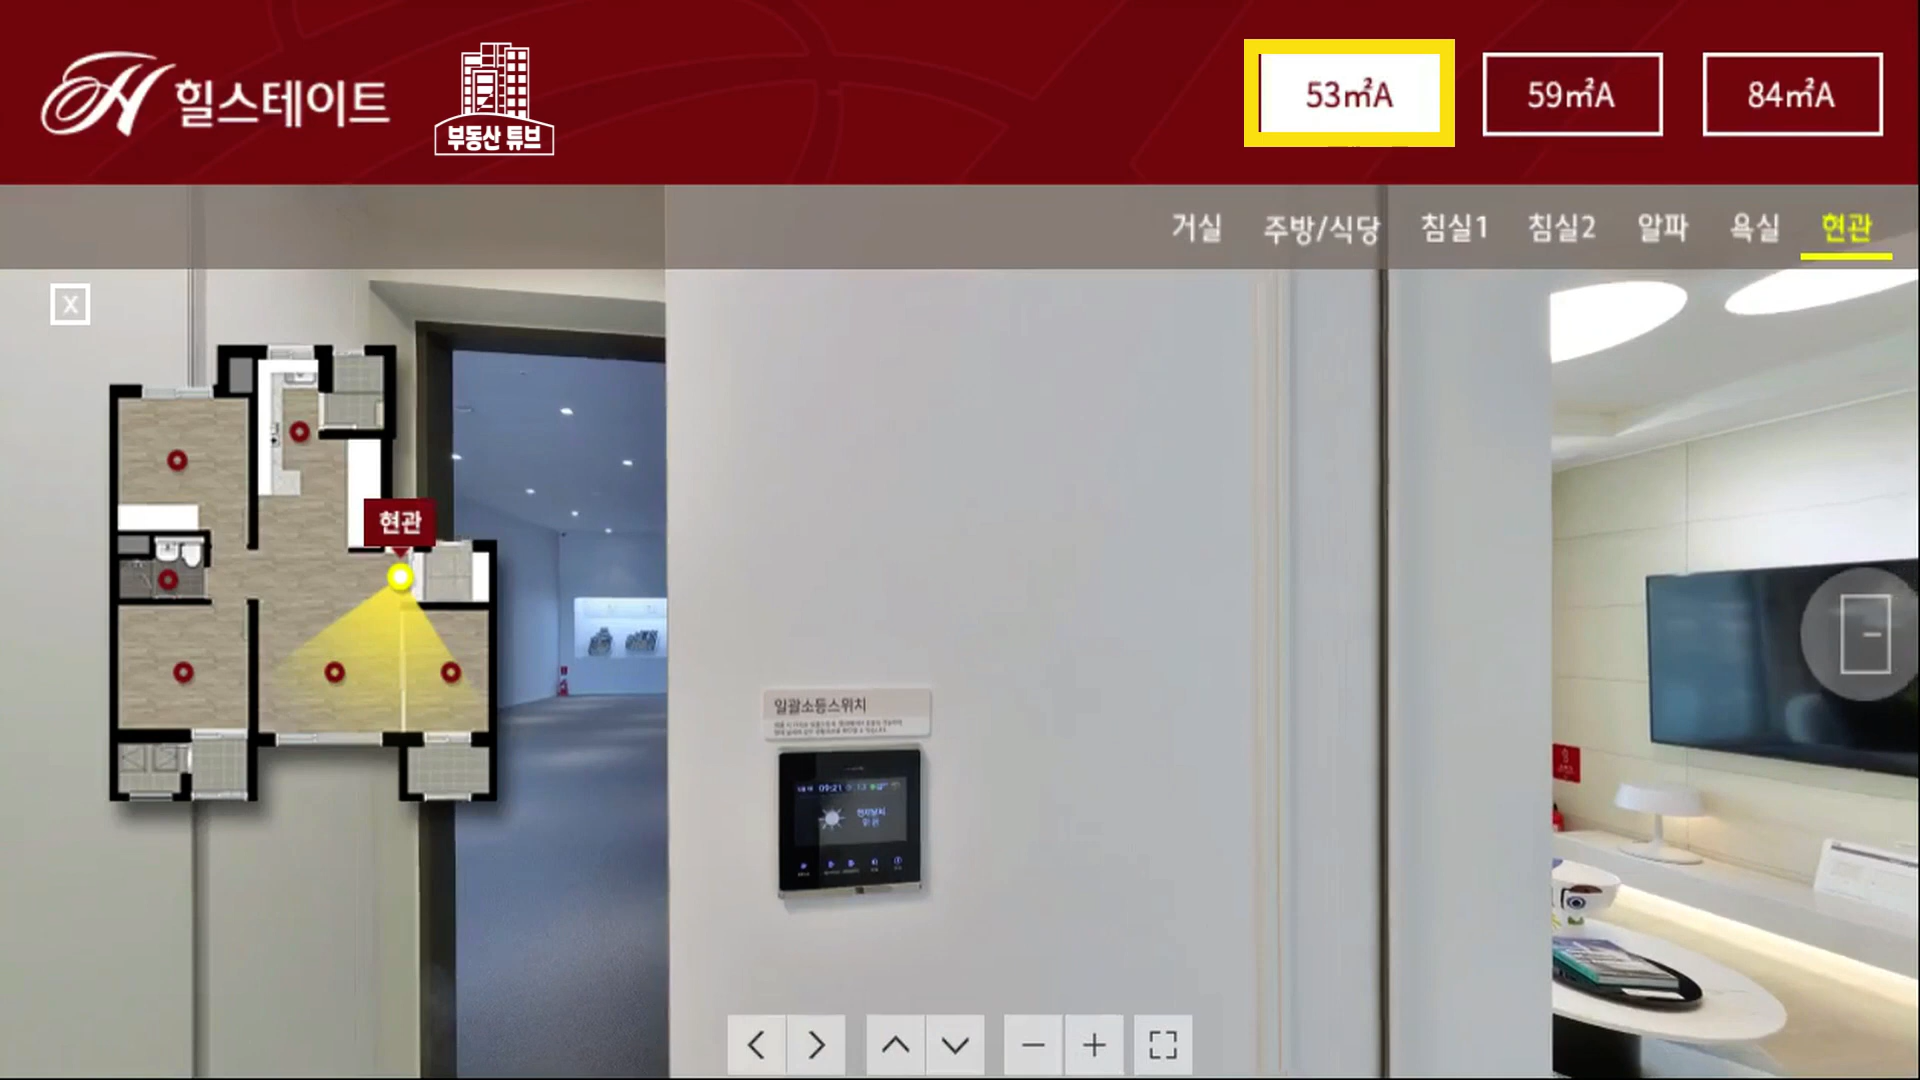 힐스테이트
부동산 튜브
53㎡A
59㎡A
84㎡A
거실 주방/식당 침실1 침실2 알파 욕실 현관
X
현관
일괄소등스위치
09:21